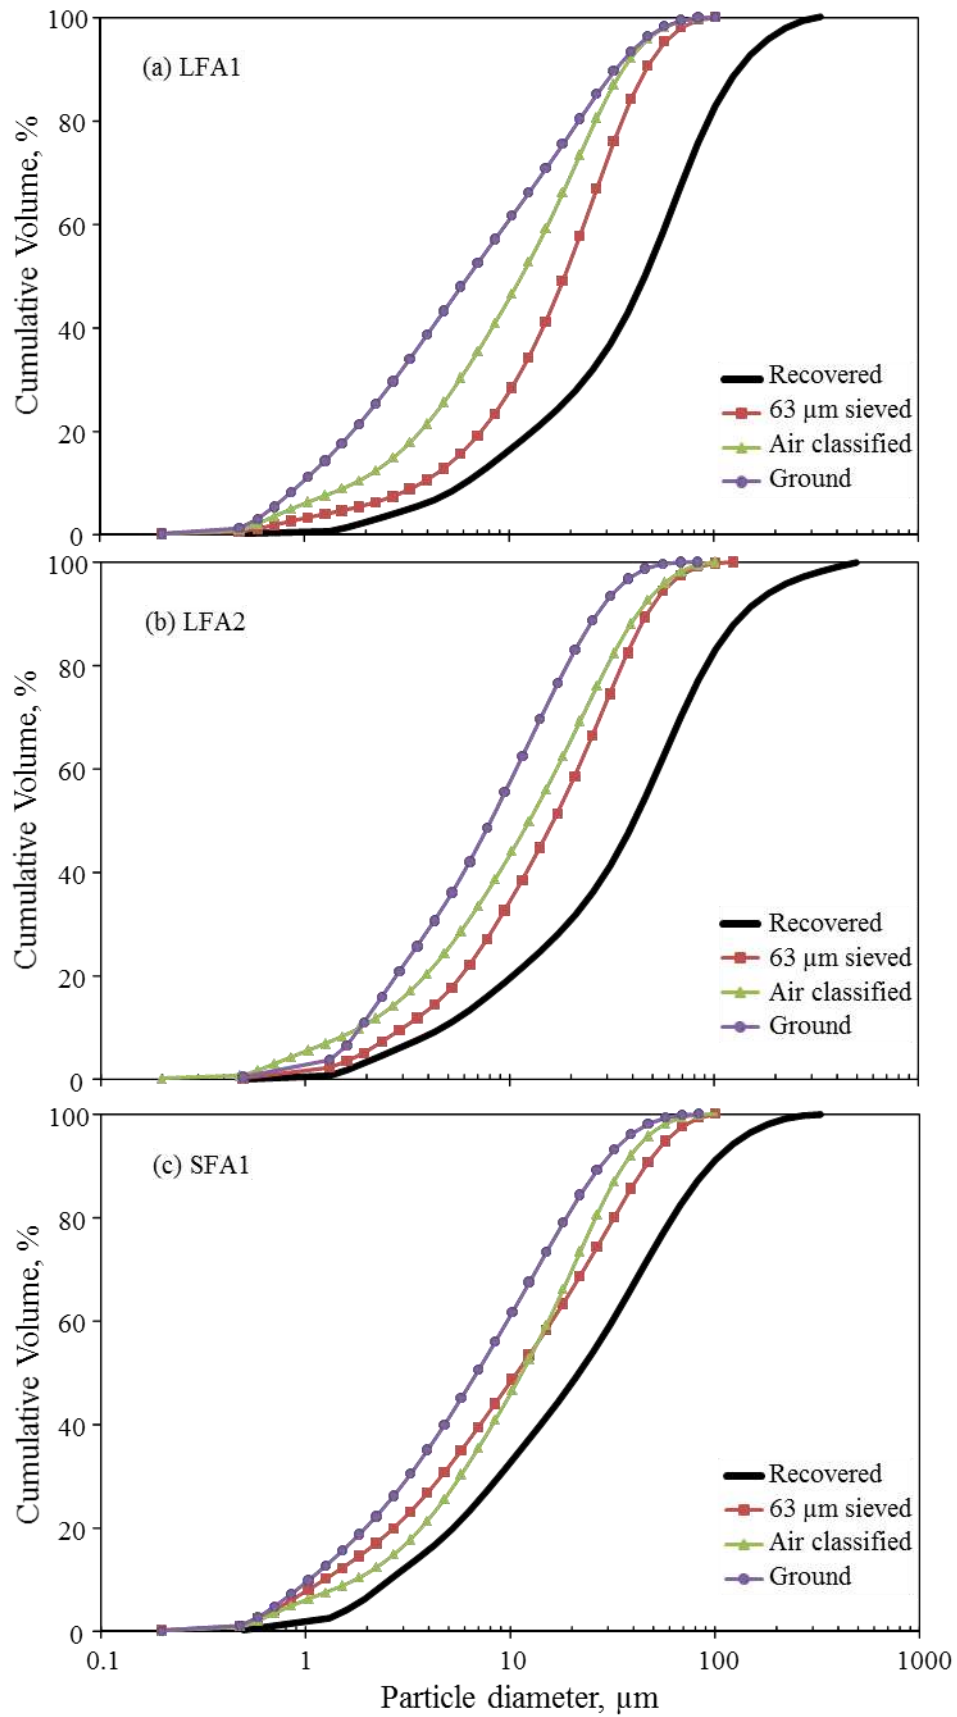 (a) LFA1
Cumulative Volume, %
100
80
60
40
20
0
Recovered
63 µm sieved
Air classified
Ground
(b) LFA2
Cumulative Volume, %
100
80
60
40
20
0
Recovered
63 µm sieved
Air classified
Ground
(c) SFA1
Cumulative Volume, %
100
80
60
40
20
0
Recovered
63 µm sieved
Air classified
Ground
0.1 1 10 100 1000
Particle diameter, µm